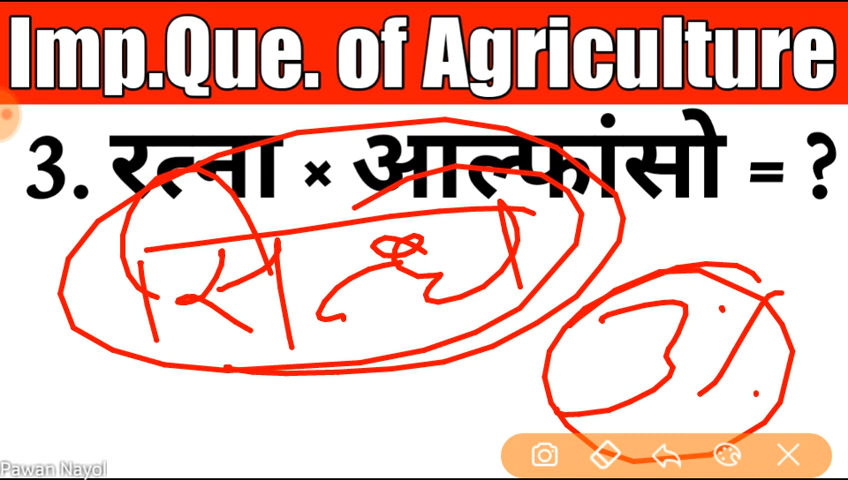 Imp.Que. of Agriculture
3. रत्ना × आल्फांसो = ?
सिन्धु
Pawan Nayol